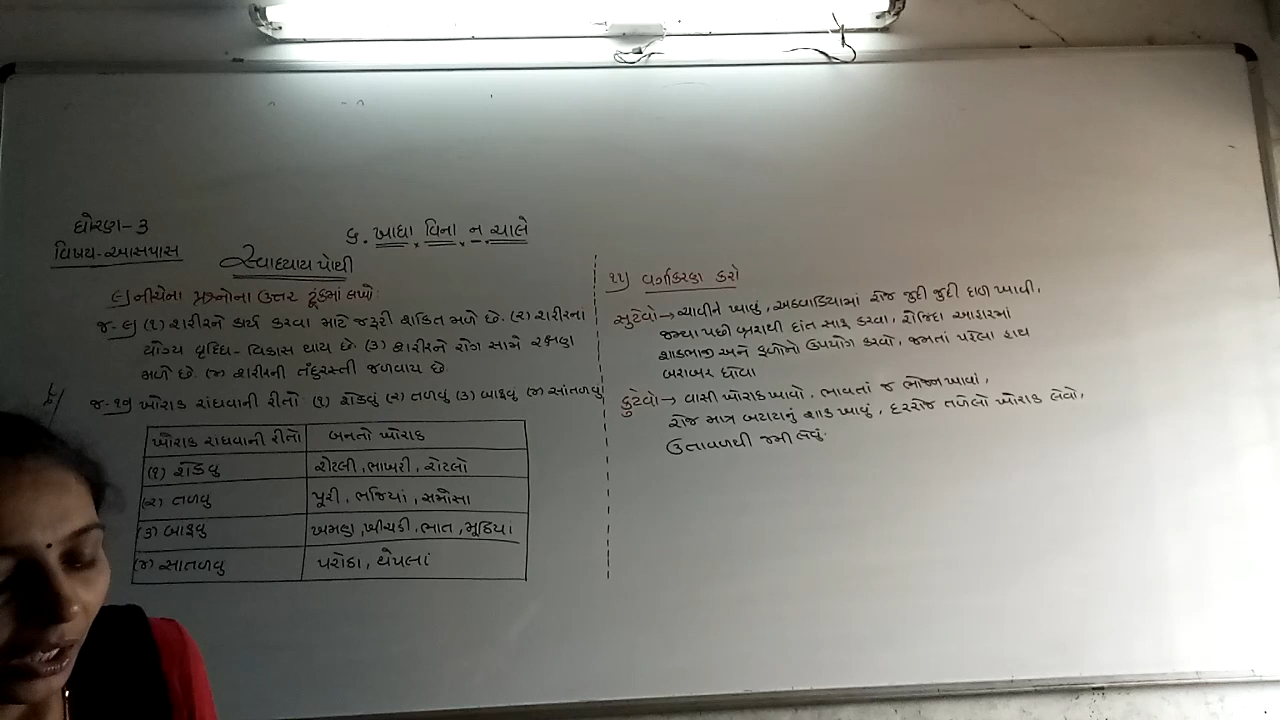 ધોરણ-૩
વિષય-આસપાસ
૬. ખાધા વિના ન ચાલે
સ્વાધ્યાય પોથી
૯) નીચેના પ્રશ્નોના ઉત્તર ટૂંકમાં લખો:
જ-૯) (૧) શરીરને કાર્ય કરવા માટે જરૂરી શકિત મળે છે. (૨) શરીરના
યોગ્ય વૃધ્ધિ-વિકાસ થાય છે. (૩) શરીરને રોગ સામે રક્ષણ
મળે છે. (૪) શરીરની તંદુરસ્તી જળવાય છે
જ-૧૦) ખોરાક રાંધવાની રીતો (૧) શેકવું (૨) તળવું (૩) બાફવું (૪) સાંતળવું
ખોરાક રાંધવાની રીતો બનતો ખોરાક
(૧) શેકવુ રોટલી, ભાખરી, રોટલો
(૨) તળવુ પૂરી, ભજિયાં, સમોસા
(૩) બાફવુ ખમણ, ખીચડી, ભાત, મૂઠિયા
(૪) સાતળવુ પરોઠા, થેપલાં
૧૫) વર્ગીકરણ કરો
સુટેવો → ચાવીને ખાવું, અઠવાડિયામાં રોજ જુદી જુદી દાળ ખાવી,
જમ્યા પછી બ્રશથી દાંત સાફ કરવા, રોજિંદા આહારમાં
શાકભાજી અને ફળોનો ઉપયોગ કરવો, જમતાં પહેલા હાથ
બરાબર ધોવા
કુટેવો → વાસી ખોરાક ખાવો, ભાવતાં જ ભોજન ખાવાં,
રોજ માત્ર બટાટાનું શાક ખાવું, દરરોજ તળેલો ખોરાક લેવો,
ઉતાવળથી જમી લેવું.